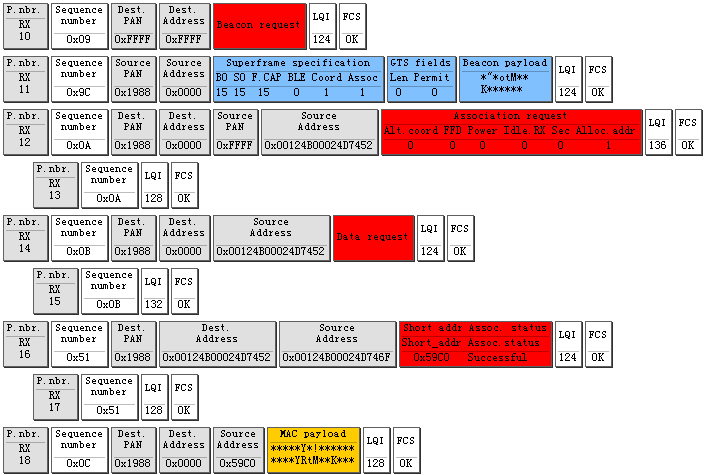 P.nbr. Sequence Dest. Dest. Beacon request LQI FCS
RX number PAN Address
10 0x09 0xFFFF 0xFFFF 124 OK
P.nbr. Sequence Source Source Superframe specification GTS fields Beacon payload LQI FCS
RX number PAN Address BO SO F.CAP BLE Coord Assoc Len Permit *"*otM**
11 0x9C 0x1988 0x0000 15 15 15 0 1 1 0 0 K****** 124 OK
P.nbr. Sequence Dest. Dest. Source Source Association request LQI FCS
RX number PAN Address PAN Address Alt.coord FFD Power Idle.RX Sec Alloc.addr
12 0x0A 0x1988 0x0000 0xFFFF 0x00124B00024D7452 0 0 0 0 0 1 136 OK
P.nbr. Sequence LQI FCS
RX number
13 0x0A 128 OK
P.nbr. Sequence Dest. Dest. Source Data request LQI FCS
RX number PAN Address Address
14 0x0B 0x1988 0x0000 0x00124B00024D7452 124 OK
P.nbr. Sequence LQI FCS
RX number
15 0x0B 132 OK
P.nbr. Sequence Dest. Dest. Source Short addr Assoc. status LQI FCS
RX number PAN Address Address Short_addr Assoc.status
16 0x51 0x1988 0x00124B00024D7452 0x00124B00024D746F 0x59C0 Successful 124 OK
P.nbr. Sequence LQI FCS
RX number
17 0x51 128 OK
P.nbr. Sequence Dest. Dest. Source MAC payload LQI FCS
RX number PAN Address Address *****Y*!******
18 0x0C 0x1988 0x0000 0x59C0 ****YRtM**K*** 128 OK